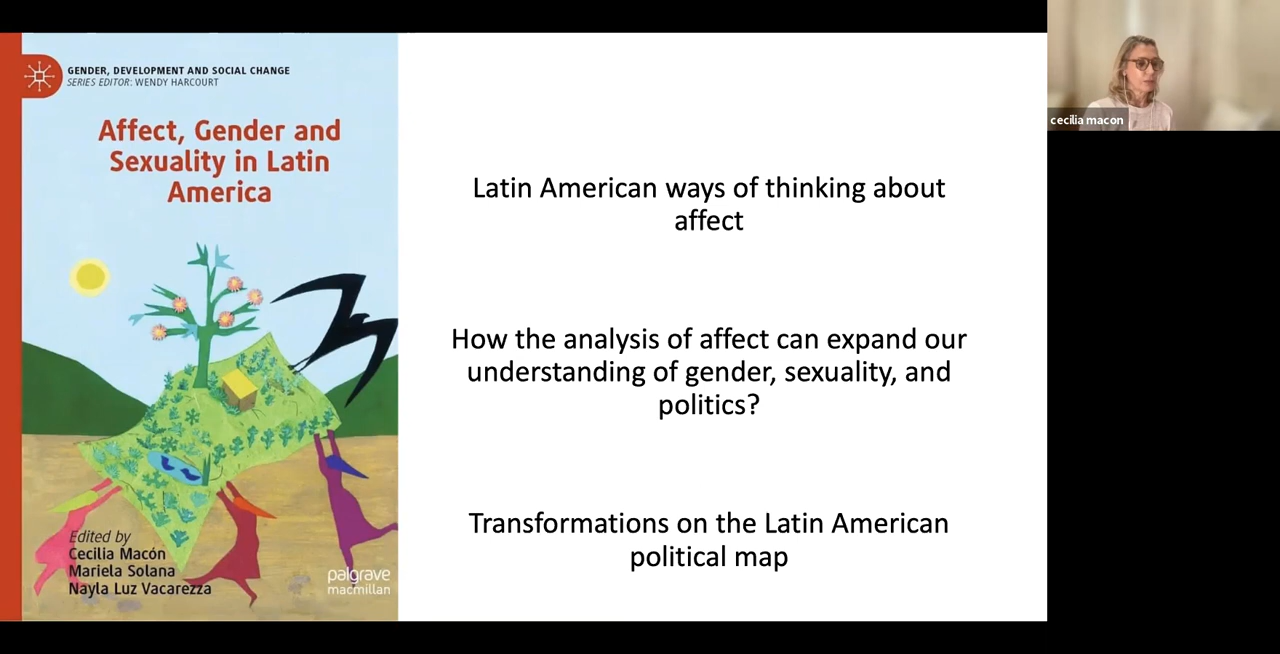 GENDER, DEVELOPMENT AND SOCIAL CHANGE
SERIES EDITOR: WENDY HARCOURT
Affect, Gender and
Sexuality in Latin
America
Edited by
Cecilia Macón
Mariela Solana
Nayla Luz Vacarezza
palgrave
macmillan
Latin American ways of thinking about
affect
How the analysis of affect can expand our
understanding of gender, sexuality, and
politics?
Transformations on the Latin American
political map
cecilia macon